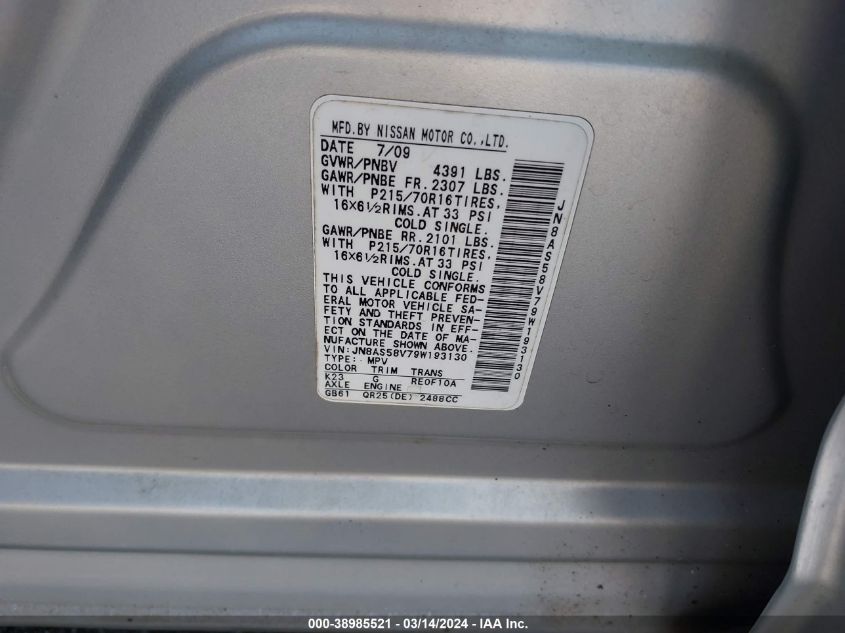 MFD.BY NISSAN MOTOR CO.,LTD.
DATE 7/09
GVWR/PNBV 4391 LBS.
GAWR/PNBE FR. 2307 LBS.
WITH P215/70R16TIRES,
16X6½RIMS.AT 33 PSI
COLD SINGLE.
GAWR/PNBE RR. 2101 LBS.
WITH P215/70R16TIRES,
16X6½RIMS.AT 33 PSI
COLD SINGLE.
THIS VEHICLE CONFORMS
TO ALL APPLICABLE FED-
ERAL MOTOR VEHICLE SA-
FETY AND THEFT PREVEN-
TION STANDARDS IN EFF-
ECT ON THE DATE OF MA-
NUFACTURE SHOWN ABOVE.
VIN:JN8AS58V79W193130
TYPE: MPV
COLOR TRIM TRANS
K23 G RE0F10A
AXLE ENGINE
GB61 QR25(DE) 2488CC
JN8AS58V79W193130
000-38985521 - 03/14/2024 - IAA Inc.